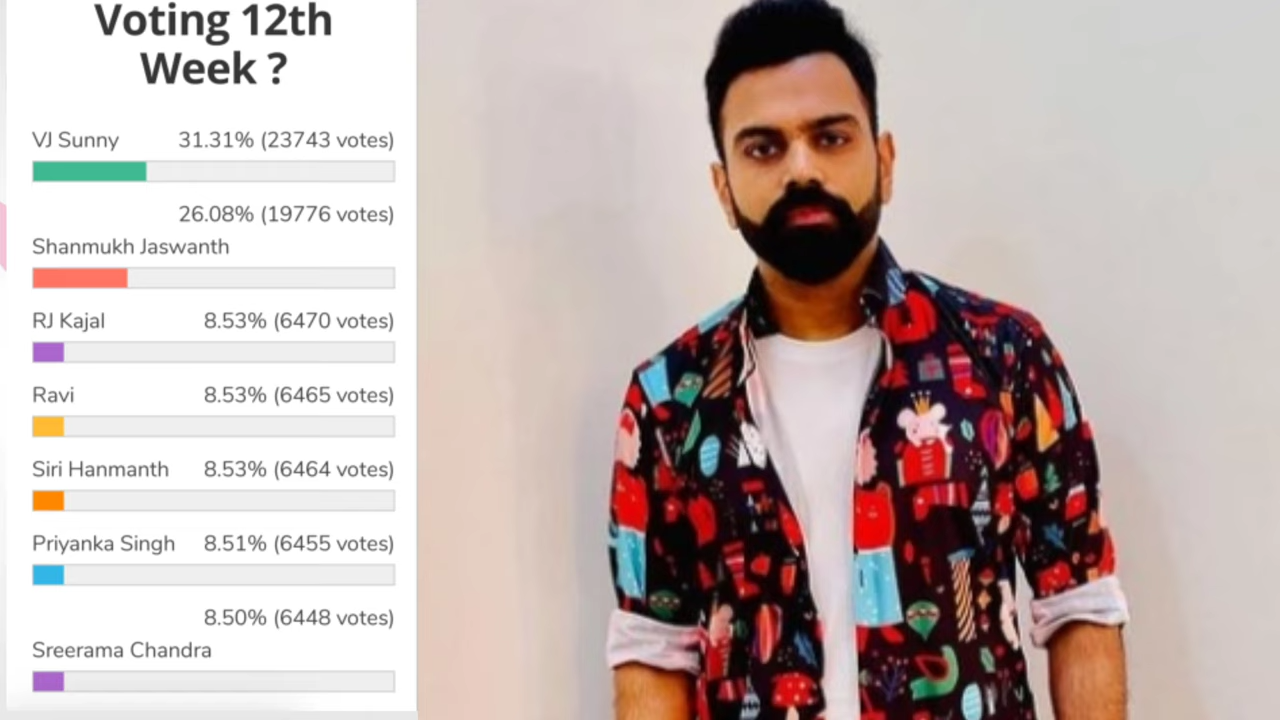 Voting 12th
Week ?
VJ Sunny 31.31% (23743 votes)
26.08% (19776 votes)
Shanmukh Jaswanth
RJ Kajal 8.53% (6470 votes)
Ravi 8.53% (6465 votes)
Siri Hanmanth 8.53% (6464 votes)
Priyanka Singh 8.51% (6455 votes)
8.50% (6448 votes)
Sreerama Chandra